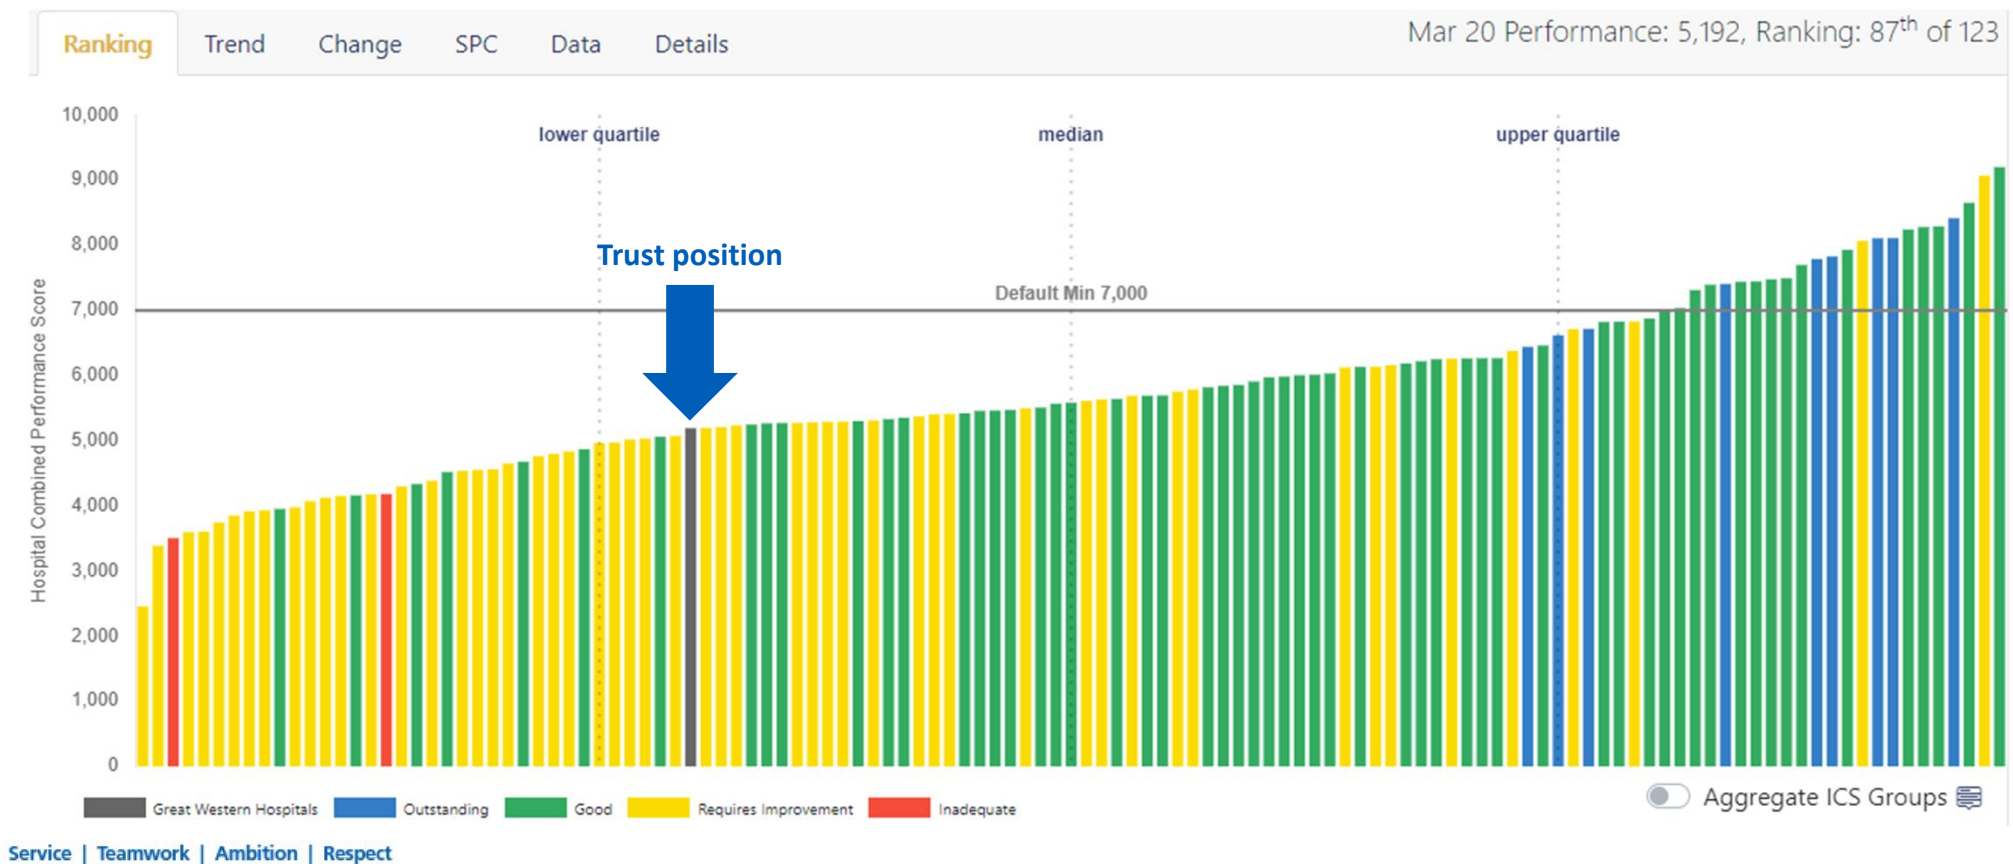 Ranking Trend Change SPC Data Details
Mar 20 Performance: 5,192, Ranking: 87th of 123
10,000
9,000
8,000
7,000
6,000
5,000
4,000
3,000
2,000
1,000
0
Hospital Combined Performance Score
lower quartile
median
upper quartile
Trust position
Default Min 7,000
Great Western Hospitals Outstanding Good Requires Improvement Inadequate
Aggregate ICS Groups
Service | Teamwork | Ambition | Respect